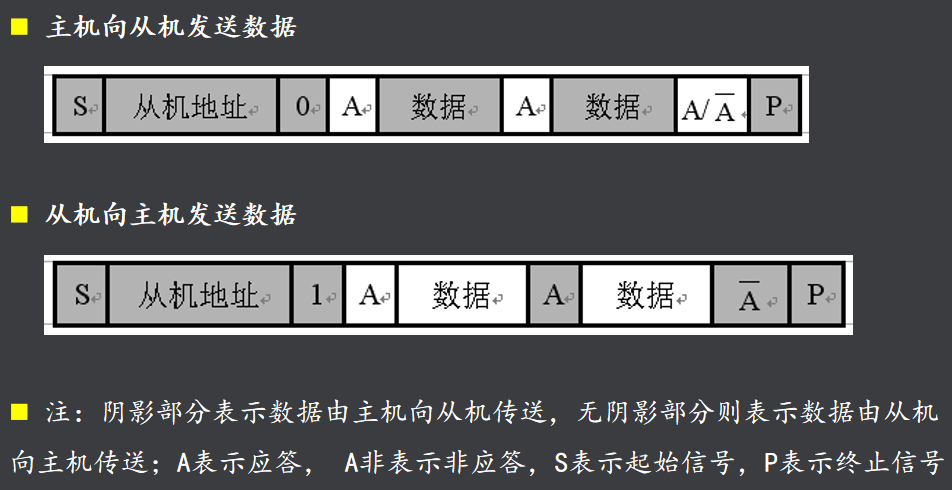 主机向从机发送数据
S 从机地址 0 A 数据 A 数据 A/A̅ P
从机向主机发送数据
S 从机地址 1 A 数据 A 数据 A̅ P
注：阴影部分表示数据由主机向从机传送，无阴影部分则表示数据由从机
向主机传送；A表示应答， A非表示非应答，S表示起始信号，P表示终止信号